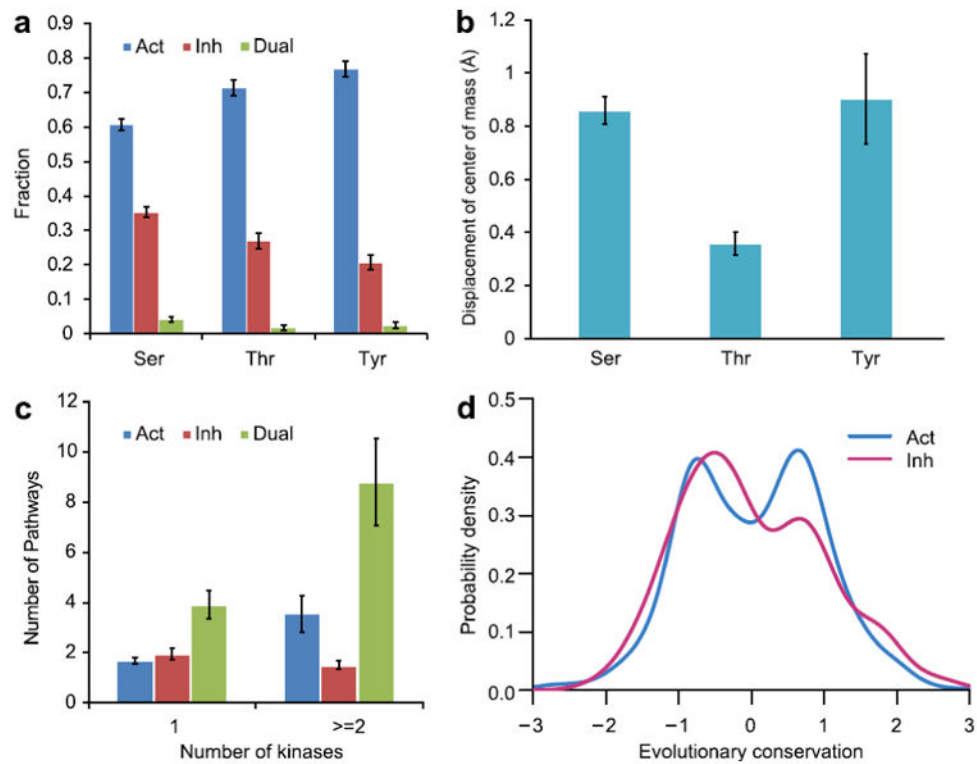 a
0.9
0.8
0.7
0.6
0.5
0.4
0.3
0.2
0.1
0
Fraction
Act Inh Dual
Ser Thr Tyr
b
1.2
1
0.8
0.6
0.4
0.2
0
Displacement of center of mass (Å)
Ser Thr Tyr
c
12
10
8
6
4
2
0
Number of Pathways
Act Inh Dual
1 >=2
Number of kinases
d
0.5
0.4
0.3
0.2
0.1
0.0
Probability density
Act
Inh
−3 −2 −1 0 1 2 3
Evolutionary conservation